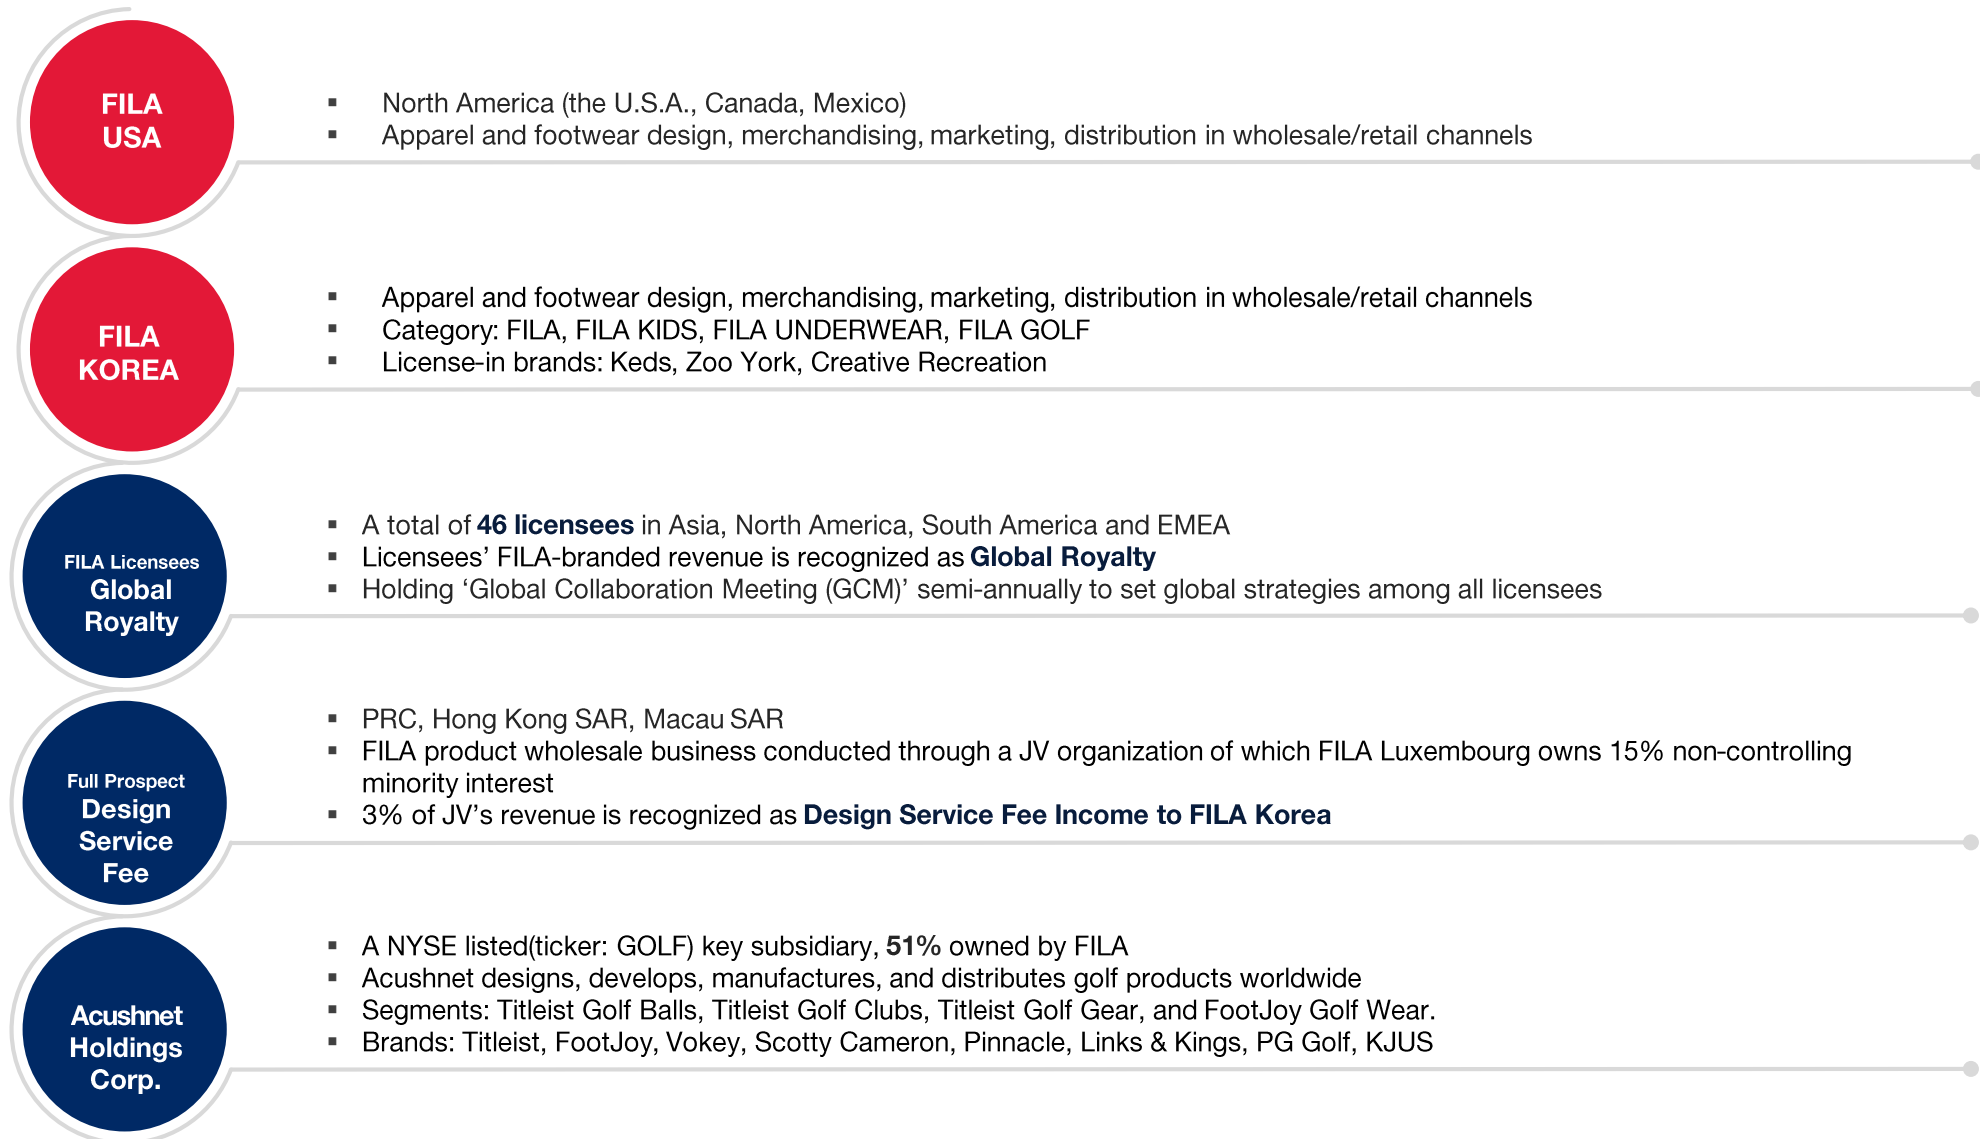 FILA
USA
▪ North America (the U.S.A., Canada, Mexico)
▪ Apparel and footwear design, merchandising, marketing, distribution in wholesale/retail channels
FILA
KOREA
▪ Apparel and footwear design, merchandising, marketing, distribution in wholesale/retail channels
▪ Category: FILA, FILA KIDS, FILA UNDERWEAR, FILA GOLF
▪ License-in brands: Keds, Zoo York, Creative Recreation
FILA Licensees
Global
Royalty
▪ A total of 46 licensees in Asia, North America, South America and EMEA
▪ Licensees’ FILA-branded revenue is recognized as Global Royalty
▪ Holding ‘Global Collaboration Meeting (GCM)’ semi-annually to set global strategies among all licensees
Full Prospect
Design
Service
Fee
▪ PRC, Hong Kong SAR, Macau SAR
▪ FILA product wholesale business conducted through a JV organization of which FILA Luxembourg owns 15% non-controlling
minority interest
▪ 3% of JV’s revenue is recognized as Design Service Fee Income to FILA Korea
Acushnet
Holdings
Corp.
▪ A NYSE listed(ticker: GOLF) key subsidiary, 51% owned by FILA
▪ Acushnet designs, develops, manufactures, and distributes golf products worldwide
▪ Segments: Titleist Golf Balls, Titleist Golf Clubs, Titleist Golf Gear, and FootJoy Golf Wear.
▪ Brands: Titleist, FootJoy, Vokey, Scotty Cameron, Pinnacle, Links & Kings, PG Golf, KJUS